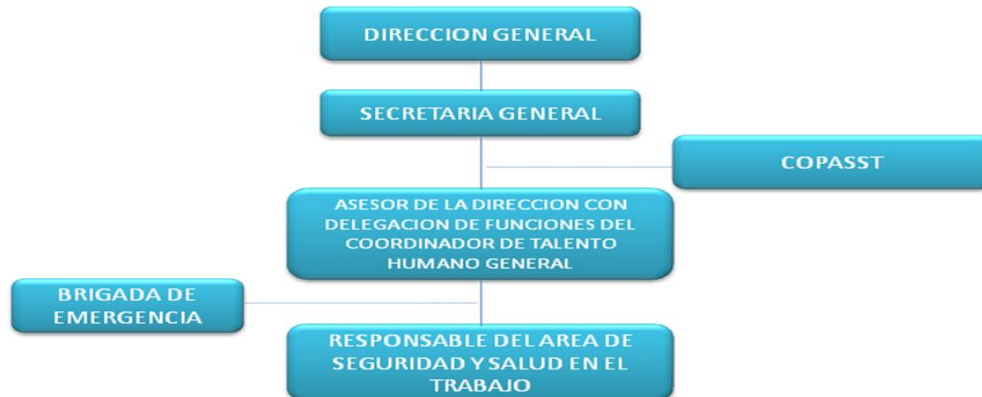 DIRECCION GENERAL
SECRETARIA GENERAL
COPASST
ASESOR DE LA DIRECCION CON
DELEGACION DE FUNCIONES DEL
COORDINADOR DE TALENTO
HUMANO GENERAL
BRIGADA DE
EMERGENCIA
RESPONSABLE DEL AREA DE
SEGURIDAD Y SALUD EN EL
TRABAJO